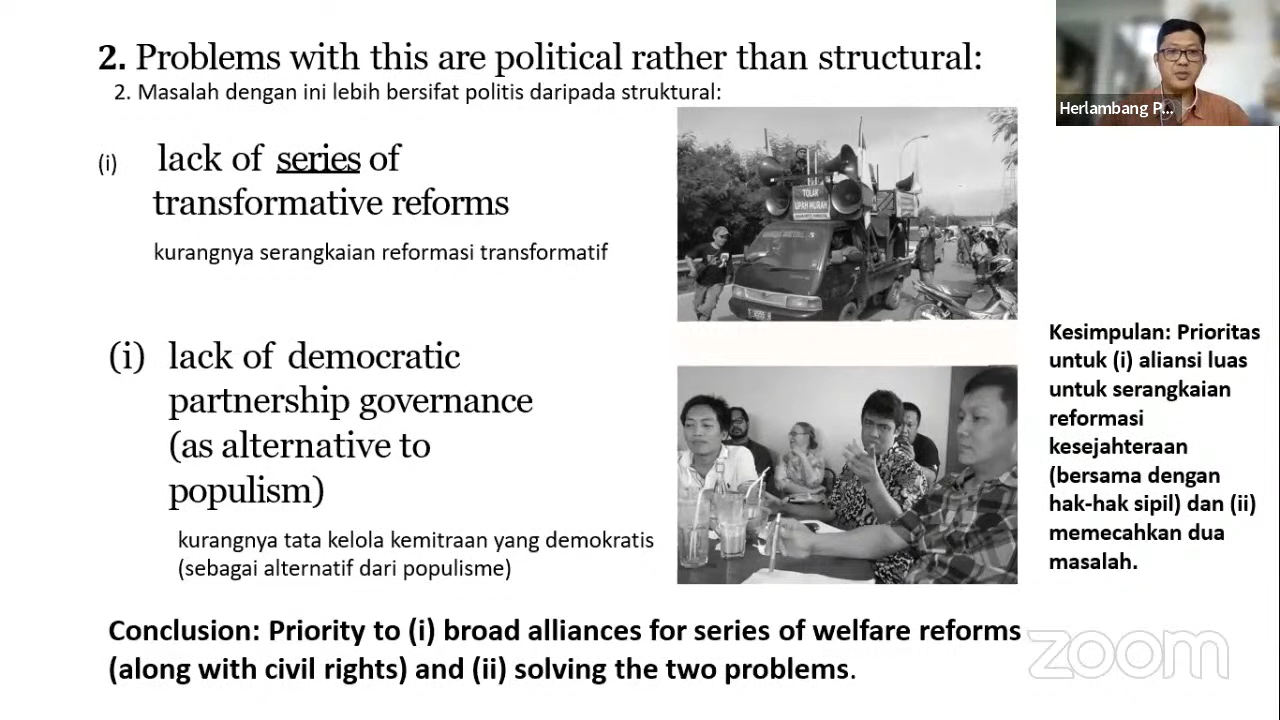 2. Problems with this are political rather than structural:
2. Masalah dengan ini lebih bersifat politis daripada struktural:
Herlambang P...
(i) lack of series of
transformative reforms
kurangnya serangkaian reformasi transformatif
TOLAK
UPAH MURAH
(i) lack of democratic
partnership governance
(as alternative to
populism)
kurangnya tata kelola kemitraan yang demokratis
(sebagai alternatif dari populisme)
Kesimpulan: Prioritas
untuk (i) aliansi luas
untuk serangkaian
reformasi
kesejahteraan
(bersama dengan
hak-hak sipil) dan (ii)
memecahkan dua
masalah.
Conclusion: Priority to (i) broad alliances for series of welfare reforms
(along with civil rights) and (ii) solving the two problems.
zoom